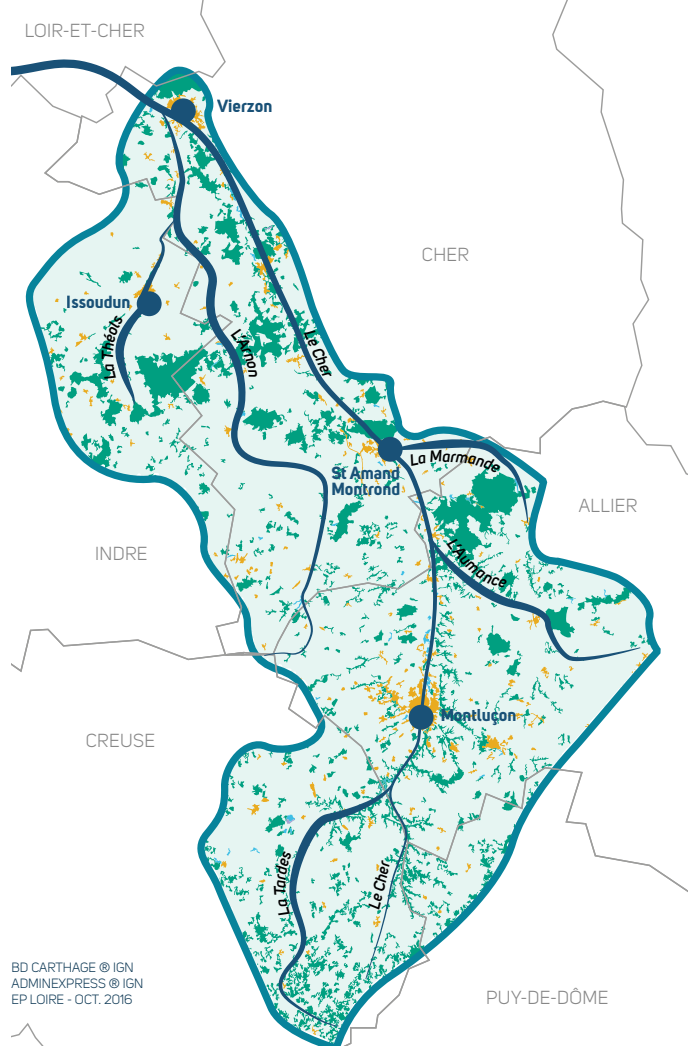 LOIR-ET-CHER
Vierzon
CHER
Issoudun
La Théols
L'Arnon
Le Cher
St Amand
Montrond
La Marmande
ALLIER
L'Aumance
INDRE
Montluçon
CREUSE
La Tardes
Le Cher
BD CARTHAGE ® IGN
ADMINEXPRESS ® IGN
EP LOIRE - OCT. 2016
PUY-DE-DÔME